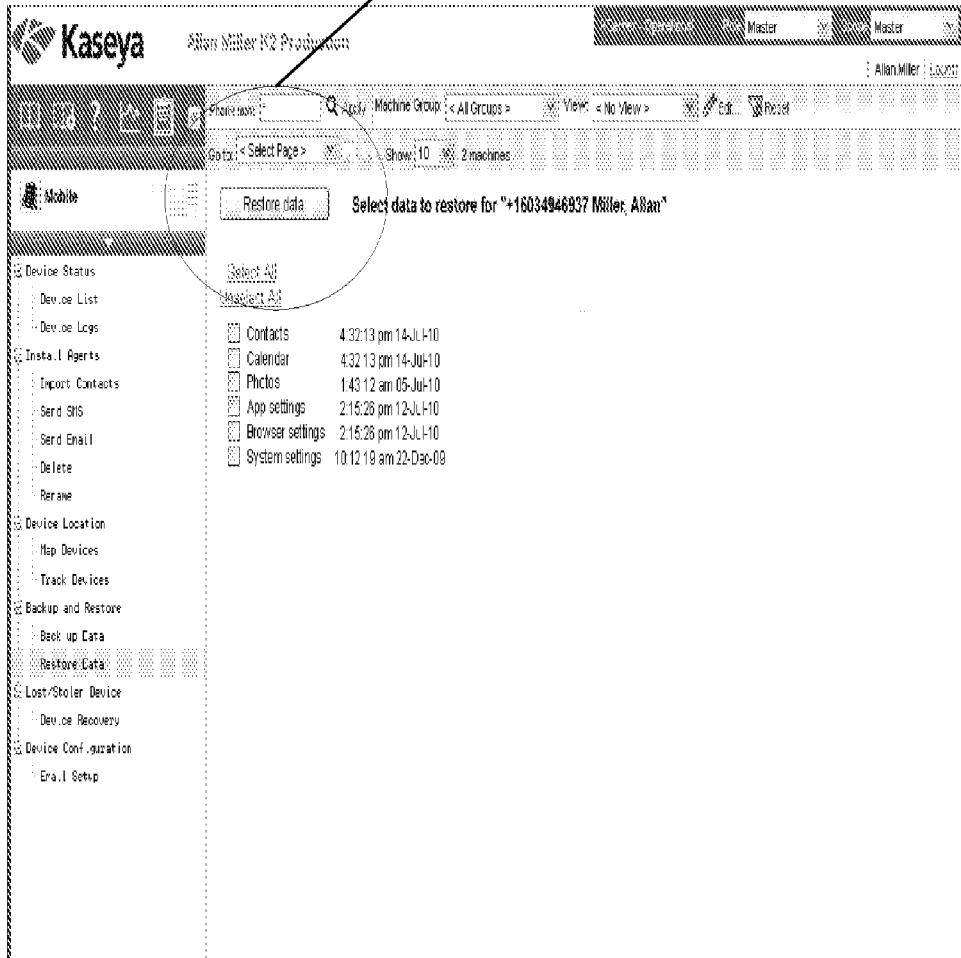 Kaseya
Allan Miller K2 Production
Master
Master
Allan.Miller
Apply Machine Group: < All Groups > View: < No View > Edit... Reset
Go to: < Select Page > Show 10 2 machines
Mobile
Restore data Select data to restore for "+16034946937 Miller, Allan"
Select All
Unselect All
Contacts 4:32:13 pm 14-Jul-10
Calendar 4:32:13 pm 14-Jul-10
Photos 1:43:12 am 05-Jul-10
App settings 2:15:26 pm 12-Jul-10
Browser settings 2:15:26 pm 12-Jul-10
System settings 10:12:19 am 22-Dec-09
Device Status
Device List
Device Logs
Install Agents
Import Contacts
Send SMS
Send Email
Delete
Rename
Device Location
Map Devices
Track Devices
Backup and Restore
Back up Data
Restore Data
Lost/Stolen Device
Device Recovery
Device Configuration
Email Setup